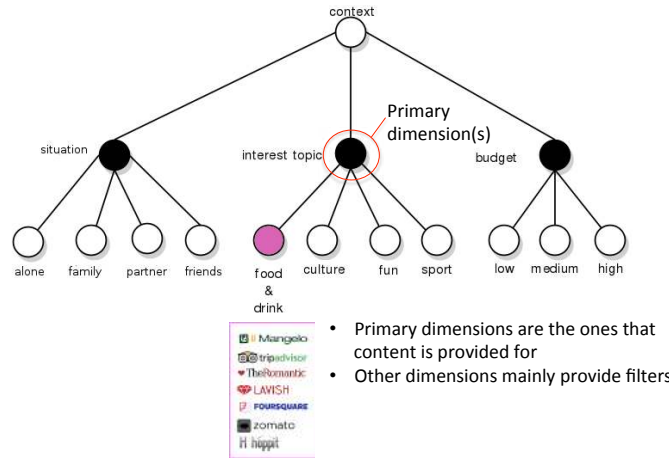 context
Primary
dimension(s)
situation
interest topic
budget
alone
family
partner
friends
food
&
drink
culture
fun
sport
low
medium
high
Il Mangelo
tripadvisor
TheRomantic
LAVISH
FOURSQUARE
zomato
H hoppit
• Primary dimensions are the ones that
content is provided for
• Other dimensions mainly provide filters